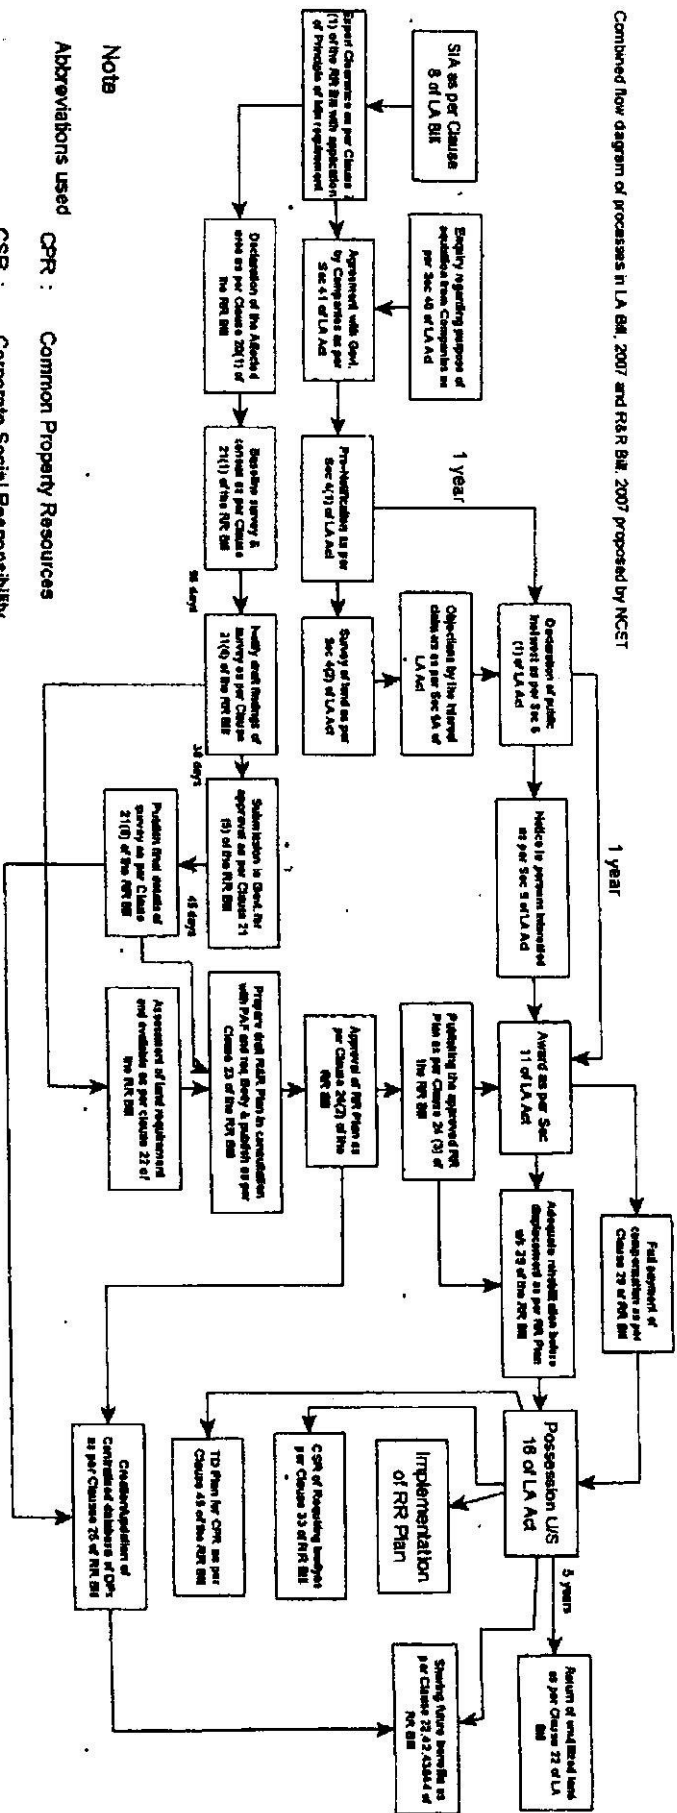 Combined flow diagram of processes in LA Bill, 2007 and R&R Bill, 2007 proposed by NCET
SIA as per Clause
8 of LA Bill
Expert Clearance as per Clause 7
(1) of the RR Bill with application
of Principle of Min requirement
Enquiry regarding purpose of
aquition from Companies as
per Sec 40 of LA Act
Agreement with Govt.
by Companies as per
Sec 41 of LA Act
Declaration of the Affected
area as per Clause 20(1) of
the RR Bill
1 year
Pre-Notification as per
Sec 4(1) of LA Act
Baseline survey &
census as per Clause
21(1) of the RR Bill
90 days
Declaration of public
interest as per Sec 6
(1) of LA Act
Objections by the interest
claimers as per Sec 5A of
LA Act
Survey of land as per
Sec 4(2) of LA Act
Notify draft findings of
survey as per Clause
21(4) of the RR Bill
30 days
1 year
Notice to persons interested
as per Sec 9 of LA Act
Submission to Govt. for
approval as per Clause 21
(5) of the RR Bill
45 days
Publish final details of
survey as per Clause
21(6) of the RR Bill
Award as per Sec
11 of LA Act
Publishing the approved RR
Plan as per Clause 24 (3) of
the RR Bill
Approval of RR Plan as
per Clause 24(2) of the
RR Bill
Prepare draft R&R Plan in consultation
with PAF and req. Body & publish as per
Clause 23 of the RR Bill
Assessment of land requirement
and available as per clause 22 of
the RR Bill
Full payment of
compensation as per
Clause 29 of RR Bill
Adequate rehabilitation before
displacement as per RR Plan
u/s 29 of the RR Bill
Possession U/S
16 of LA Act
Implementation
of RR Plan
CSR of Requiring bodyas
per Clause 33 of RR Bill
TD Plan for CPR as per
Clause 45 of the RR Bill
Creation/updation of
Centralised database of DPs
as per Clauses 25 of RR Bill
5 years
Return of unutilized land
as per Clause 22 of LA
Bill
Sharing future benefits as
per Clause
RR Bill
Note
Abbreviations used
CPR : Common Property Resources
CSR : Corporate Social Responsibility